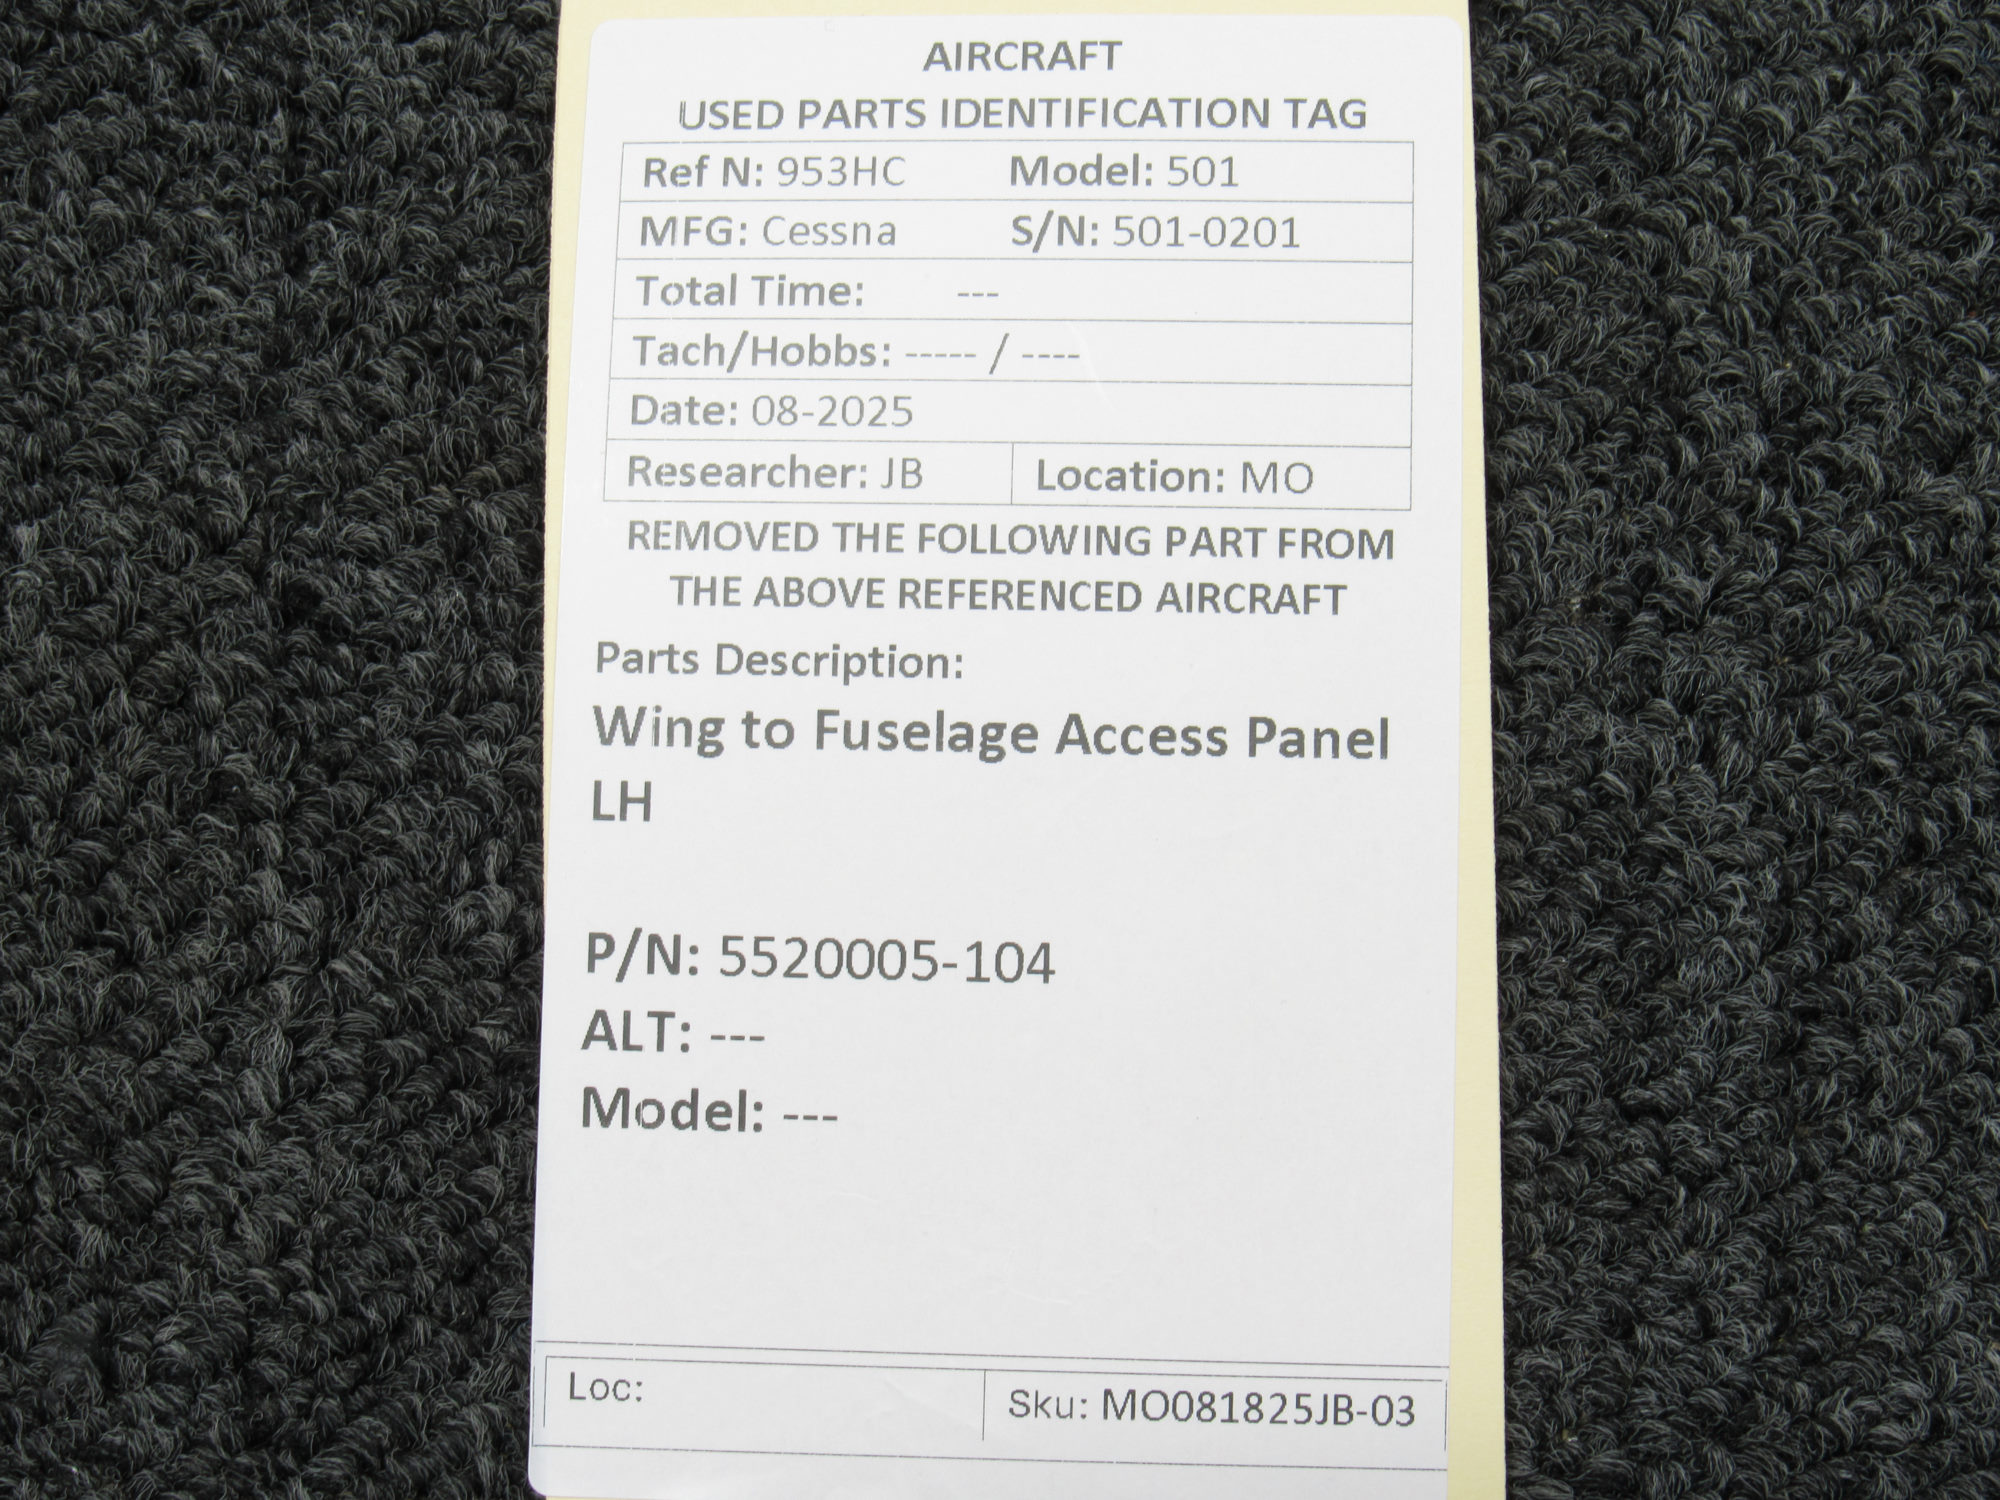 AIRCRAFT
USED PARTS IDENTIFICATION TAG
Ref N: 953HC Model: 501
MFG: Cessna S/N: 501-0201
Total Time: ---
Tach/Hobbs: ----- / ----
Date: 08-2025
Researcher: JB Location: MO
REMOVED THE FOLLOWING PART FROM
THE ABOVE REFERENCED AIRCRAFT
Parts Description:
Wing to Fuselage Access Panel
LH
P/N: 5520005-104
ALT: ---
Model: ---
Loc: Sku: MO081825JB-03